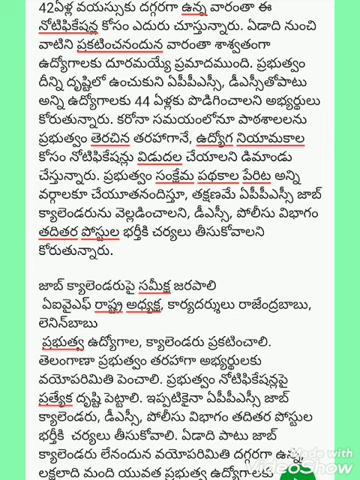 42ఏళ్ల వయస్సుకు దగ్గరగా ఉన్న వారంతా ఈ
నోటిఫికేషన్ల కోసం ఎదురు చూస్తున్నారు. ఏడాది నుంచి
వాటిని ప్రకటించనందున వారంతా శాశ్వతంగా
ఉద్యోగాలకు దూరమయ్యే ప్రమాదముంది. ప్రభుత్వం
దీన్ని దృష్టిలో ఉంచుకుని ఏపీపీఎస్సీ, డీఎస్సీతోపాటు
అన్ని ఉద్యోగాలకు 44 ఏళ్లకు పొడిగించాలని అభ్యర్థులు
కోరుతున్నారు. కరోనా సమయంలోనూ పాఠశాలలను
ప్రభుత్వం తెరచిన తరహాగానే, ఉద్యోగ నియామకాల
కోసం నోటిఫికేషన్లు విడుదల చేయాలని డిమాండు
చేస్తున్నారు. ప్రభుత్వం సంక్షేమ పథకాల పేరిట అన్ని
వర్గాలకూ చేయూతనందిస్తూ, తక్షణమే ఏపీపీఎస్సీ జాబ్
క్యాలెండరును వెల్లడించాలని, డీఎస్సీ, పోలీసు విభాగం
తదితర పోస్టుల భర్తీకి చర్యలు తీసుకోవాలని
కోరుతున్నారు.
జాబ్ క్యాలెండరుపై సమీక్ష జరపాలి
ఏఐవైఎఫ్ రాష్ట్ర అధ్యక్ష, కార్యదర్శులు రాజేంద్రబాబు,
లెనిన్‌బాబు
ప్రభుత్వ ఉద్యోగాల, క్యాలెండరు ప్రకటించాలి.
తెలంగాణా ప్రభుత్వం తరహాగా అభ్యర్థులకు
వయోపరిమితి పెంచాలి. ప్రభుత్వం నోటిఫికేషన్లపై
ప్రత్యేక దృష్టి పెట్టాలి. ఇప్పటికైనా ఏపీపీఎస్సీ జాబ్
క్యాలెండరు, డీఎస్సీ, పోలీసు విభాగం తదితర పోస్టుల
భర్తీకి చర్యలు తీసుకోవాలి. ఏడాది పాటు జాబ్
క్యాలెండరు లేనందున వయోపరిమితి దగ్గరగా ఉన్న
లక్షలాది మంది యువత ప్రభుత్వ ఉద్యోగాలకు
Made with
VideoShow